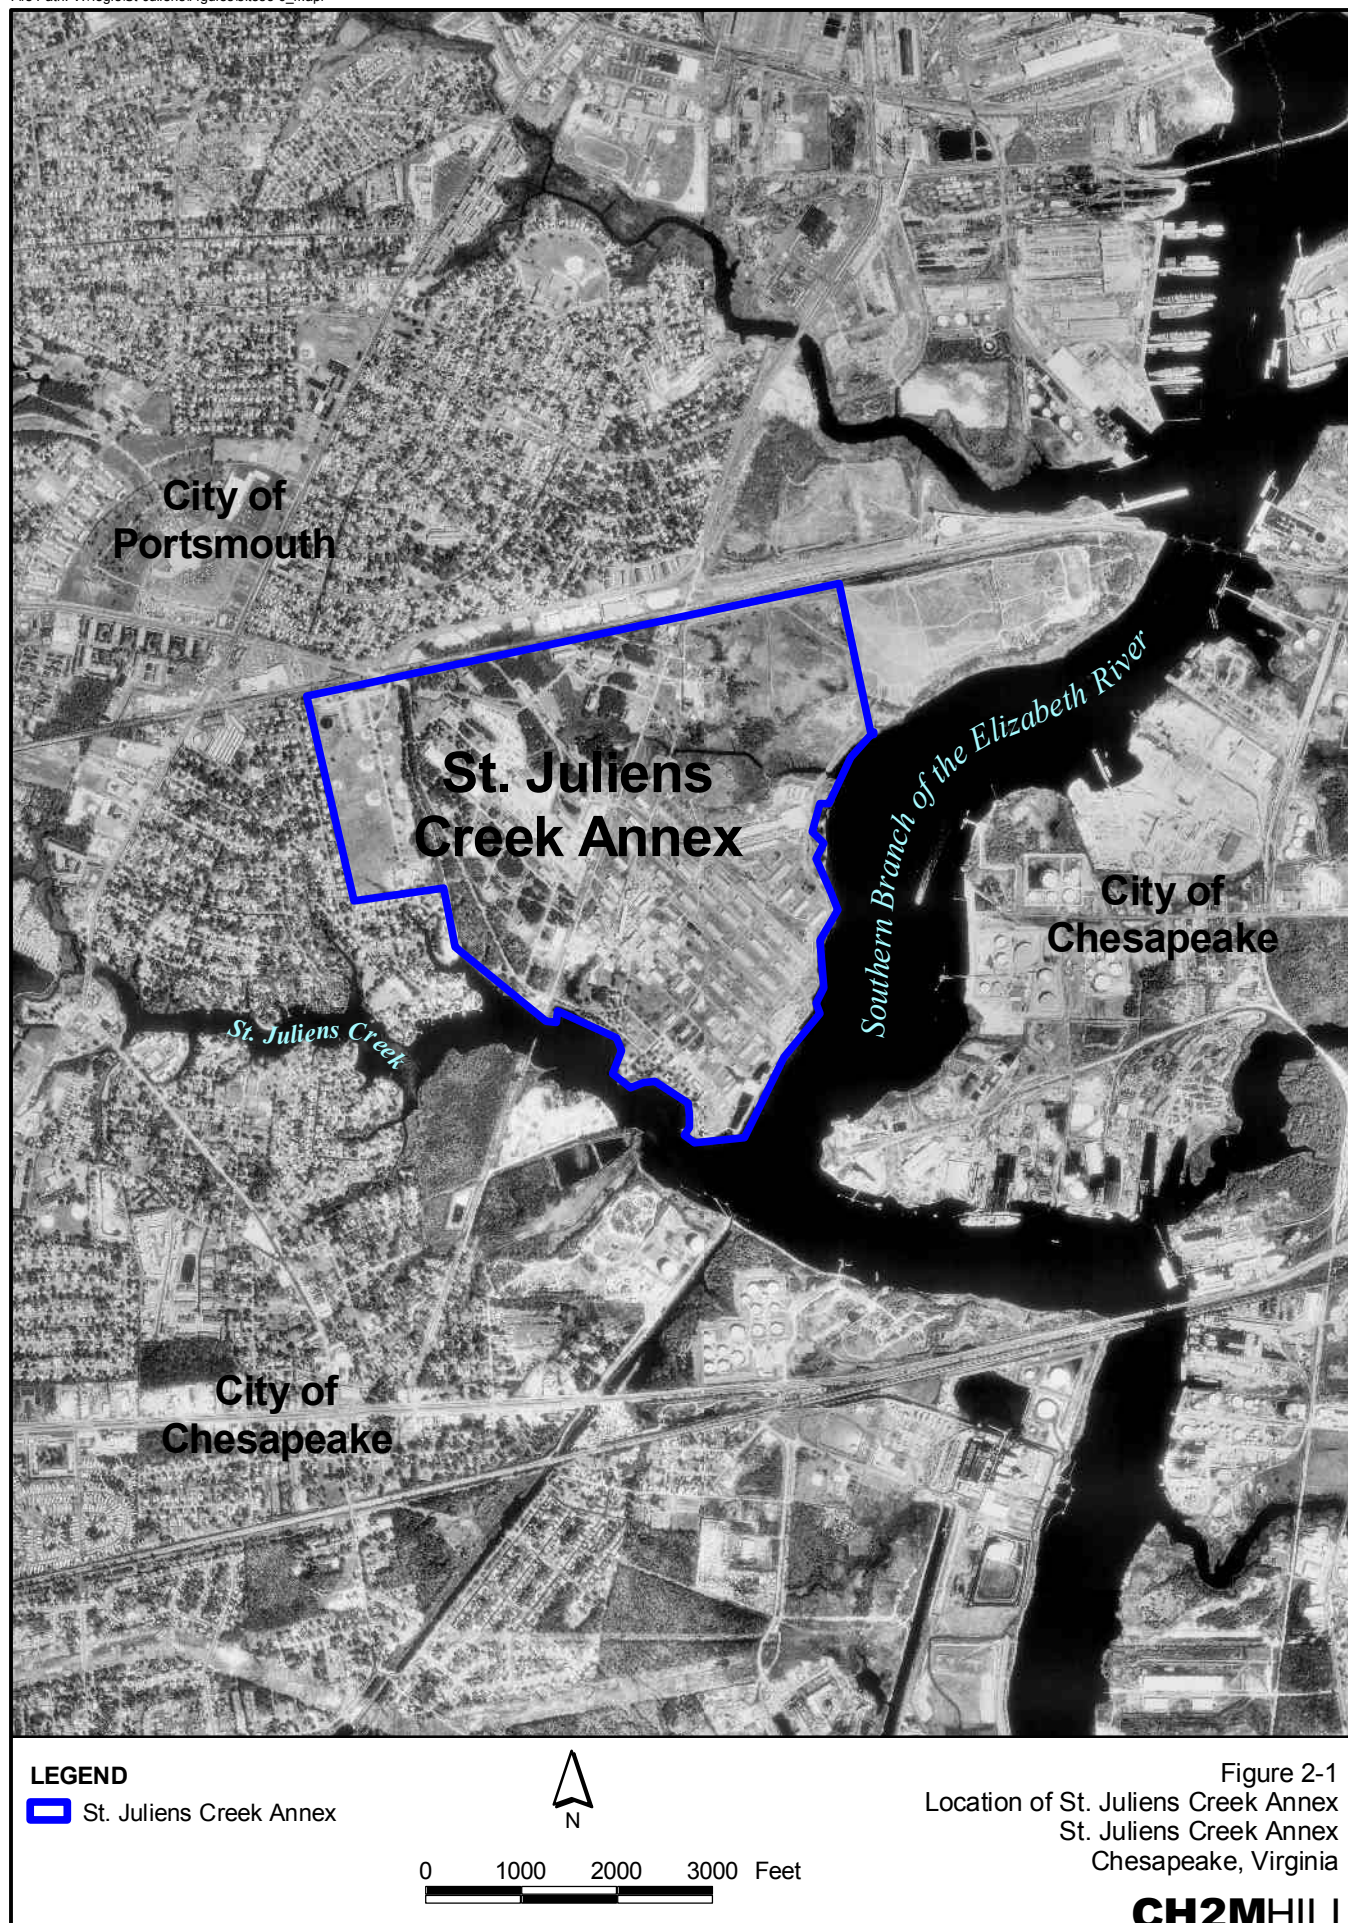 City of
Portsmouth
St. Juliens
Creek Annex
Southern Branch of the Elizabeth River
City of
Chesapeake
St. Juliens Creek
City of
Chesapeake
LEGEND
St. Juliens Creek Annex
N
0 1000 2000 3000 Feet
Figure 2-1
Location of St. Juliens Creek Annex
St. Juliens Creek Annex
Chesapeake, Virginia
CH2MHILL